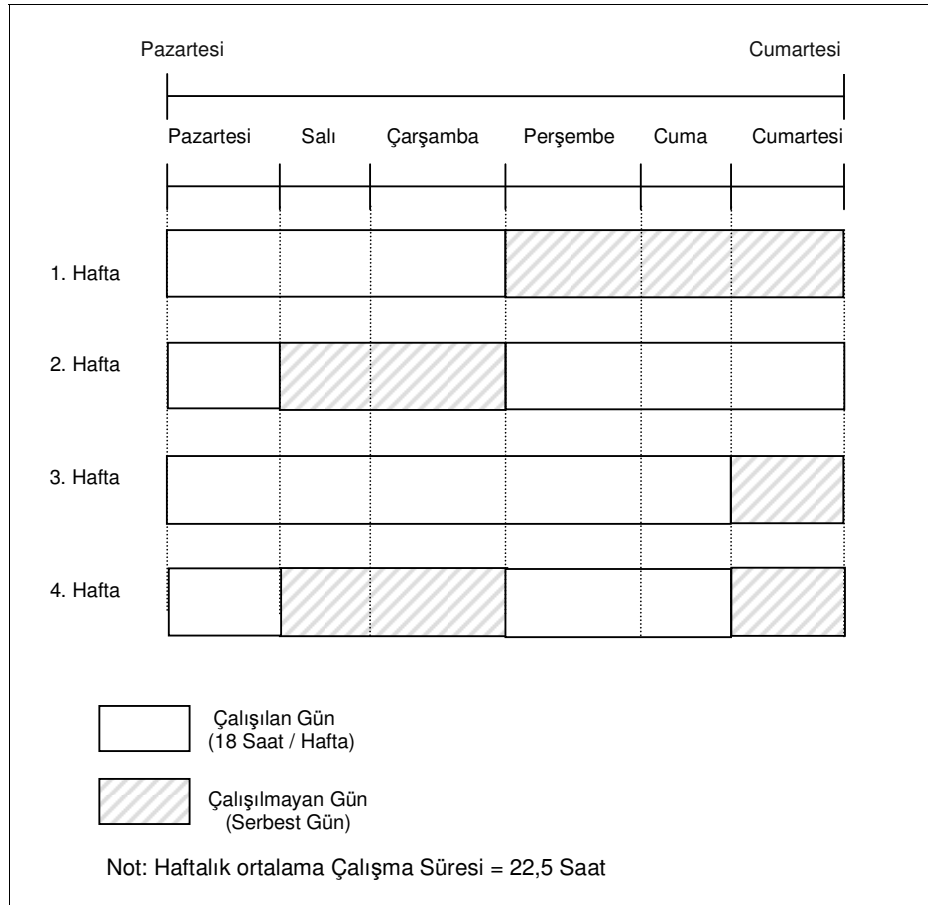 Pazartesi Cumartesi
Pazartesi Salı Çarşamba Perşembe Cuma Cumartesi
1. Hafta
2. Hafta
3. Hafta
4. Hafta
Çalışılan Gün
(18 Saat / Hafta)
Çalışılmayan Gün
(Serbest Gün)
Not: Haftalık ortalama Çalışma Süresi = 22,5 Saat